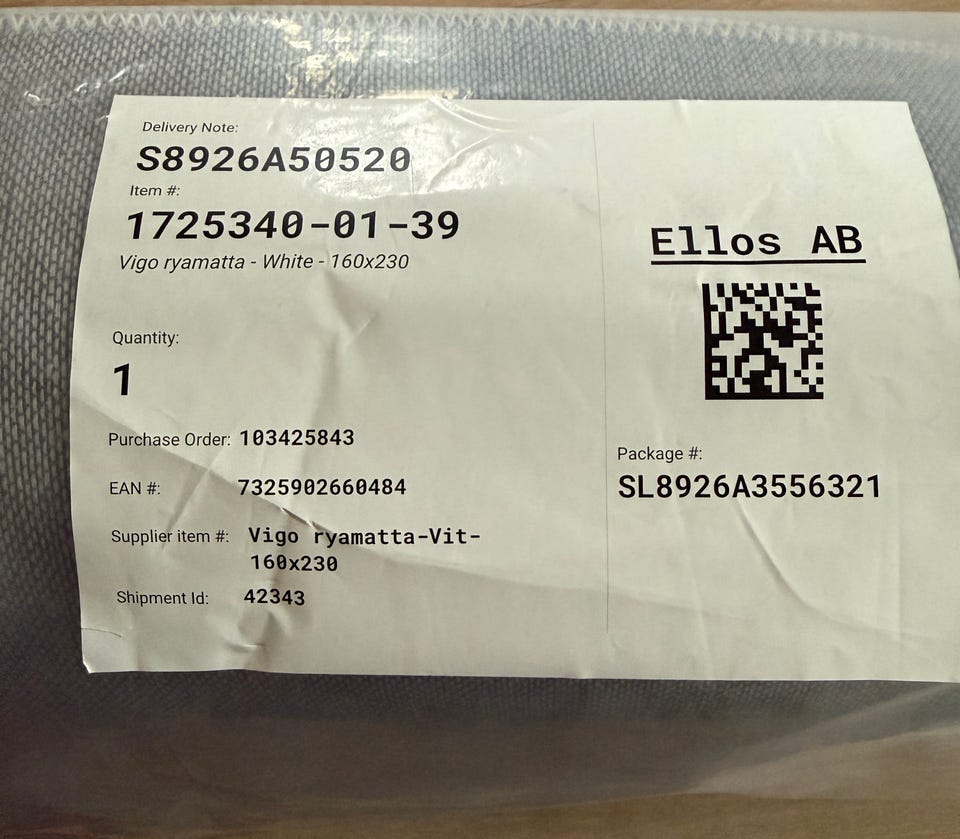 Delivery Note:
S8926A50520
Item #:
1725340-01-39
Vigo ryamatta - White - 160x230
Quantity:
1
Purchase Order: 103425843
EAN #: 7325902660484
Supplier item #: Vigo ryamatta-Vit-
160x230
Shipment Id: 42343
Ellos AB
Package #:
SL8926A3556321